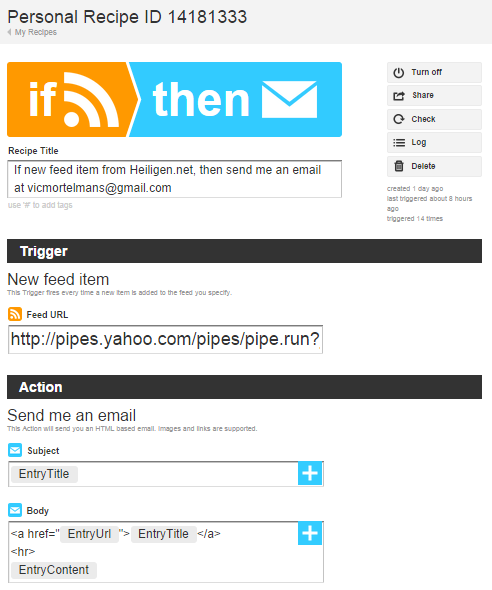 Personal Recipe ID 14181333
My Recipes
if then
Turn off
Share
Check
Log
Delete
created 1 day ago
last triggered about 8 hours
ago
triggered 14 times
Recipe Title
If new feed item from Heiligen.net, then send me an email
at vicmortelmans@gmail.com
use '#' to add tags
Trigger
New feed item
This Trigger fires every time a new item is added to the feed you specify.
Feed URL
http://pipes.yahoo.com/pipes/pipe.run?
Action
Send me an email
This Action will send you an HTML based email. Images and links are supported.
Subject
EntryTitle
Body
<a href="EntryUrl">EntryTitle</a>
<hr>
EntryContent